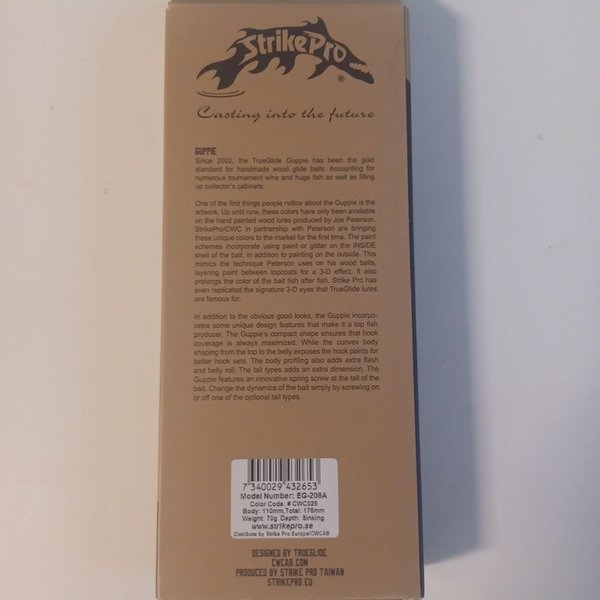 StrikePro
®
Casting into the future
GUPPIE
Since 2002, the TrueGlide Guppie has been the gold
standard for handmade wood glide baits. Accounting for
numerous tournament wins and huge fish as well as filling
up collector's cabinets.
One of the first things people notice about the Guppie is the
artwork. Up until now, these colors have only been available
on the hand painted wood lures produced by Joe Peterson.
StrikePro/CWC in partnership with Peterson are bringing
these unique colors to the market for the first time. The paint
schemes incorporate using paint or glitter on the INSIDE
shell of the bait, in addition to painting on the outside. This
mimics the technique Peterson uses on his wood baits,
layering paint between topcoats for a 3-D effect. It also
prolongs the color of the bait fish after fish. Strike Pro has
even replicated the signature 3-D eyes that TrueGlide lures
are famous for.
In addition to the obvious good looks, the Guppie incorpo-
rates some unique design features that make it a top fish
producer. The Guppie's compact shape ensures that hook
coverage is always maximized. While the convex body
shaping from the top to the belly exposes the hook points for
better hook sets. The body profiling also adds extra flash
and belly roll. The tail types adds an extra dimension. The
Guppie features an innovative spring screw at the tail of the
bait. Change the dynamics of the bait simply by screwing on
or off one of the optional tail types.
7 340029 432653
Model Number: EG-208A
Color Code: # CWC026
Body: 110mm,Total: 175mm
Weight: 70g Depth: Sinking
www.strikepro.se
Distribute by Strike Pro Europa/CWCAB
DESIGNED BY TRUEGLIDE
CWCAB.COM
PRODUCED BY STRIKE PRO TAIWAN
STRIKEPRO.EU